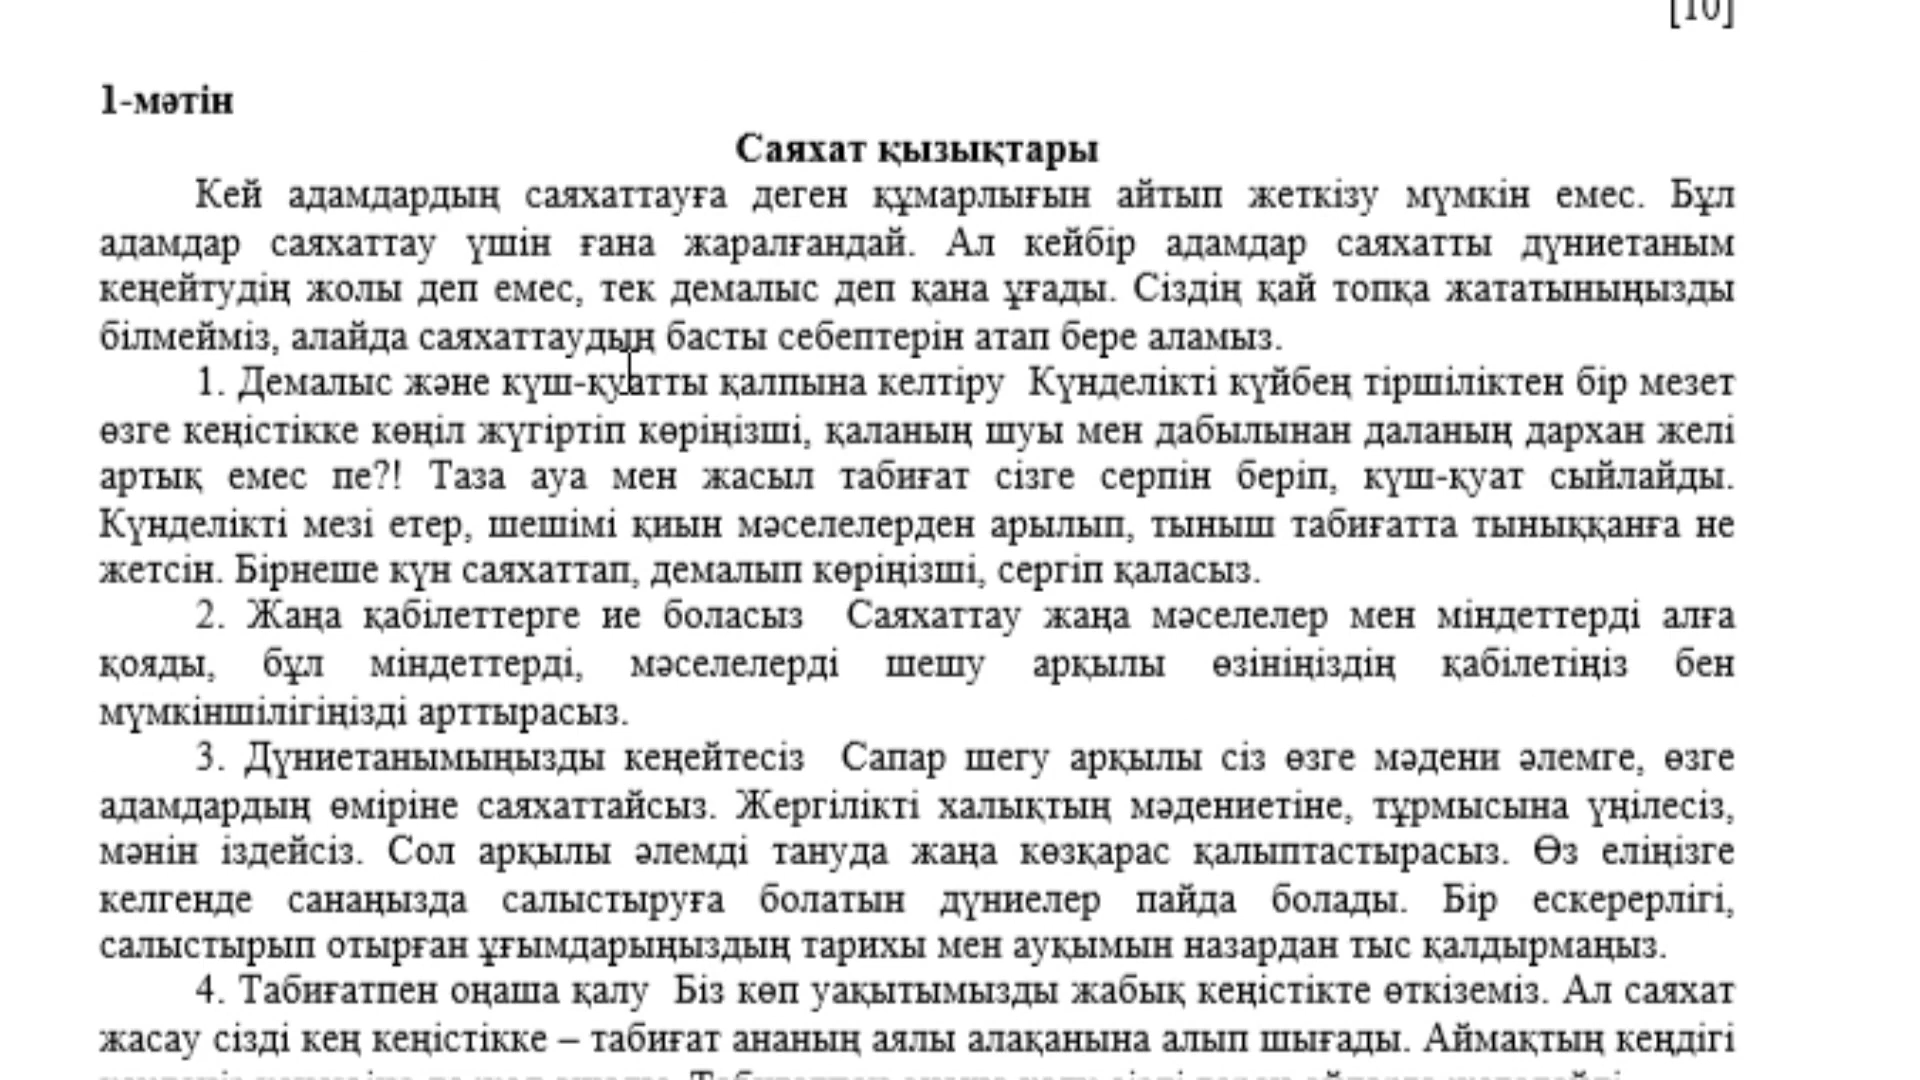 [10]
1-мәтін
Саяхат қызықтары
Кей адамдардың саяхаттауға деген құмарлығын айтып жеткізу мүмкін емес. Бұл
адамдар саяхаттау үшін ғана жаралғандай. Ал кейбір адамдар саяхатты дүниетаным
кеңейтудің жолы деп емес, тек демалыс деп қана ұғады. Сіздің қай топқа жататыныңызды
білмейміз, алайда саяхаттаудың басты себептерін атап бере аламыз.
1. Демалыс және күш-қуатты қалпына келтіру  Күнделікті күйбең тіршіліктен бір мезет
өзге кеңістікке көңіл жүгіртіп көріңізші, қаланың шуы мен дабылынан даланың дархан желі
артық емес пе?! Таза ауа мен жасыл табиғат сізге серпін беріп, күш-қуат сыйлайды.
Күнделікті мезі етер, шешімі қиын мәселелерден арылып, тыныш табиғатта тыныққанға не
жетсін. Бірнеше күн саяхаттап, демалып көріңізші, сергіп қаласыз.
2. Жаңа қабілеттерге ие боласыз  Саяхаттау жаңа мәселелер мен міндеттерді алға
қояды, бұл міндеттерді, мәселелерді шешу арқылы өзініңіздің қабілетіңіз бен
мүмкіншілігіңізді арттырасыз.
3. Дүниетанымыңызды кеңейтесіз  Сапар шегу арқылы сіз өзге мәдени әлемге, өзге
адамдардың өміріне саяхаттайсыз. Жергілікті халықтың мәдениетіне, тұрмысына үңілесіз,
мәнін іздейсіз. Сол арқылы әлемді тануда жаңа көзқарас қалыптастырасыз. Өз еліңізге
келгенде санаңызда салыстыруға болатын дүниелер пайда болады. Бір ескерерлігі,
салыстырып отырған ұғымдарыңыздың тарихы мен ауқымын назардан тыс қалдырмаңыз.
4. Табиғатпен оңаша қалу  Біз көп уақытымызды жабық кеңістікте өткіземіз. Ал саяхат
жасау сізді кең кеңістікке – табиғат ананың аялы алақанына алып шығады. Аймақтың кеңдігі